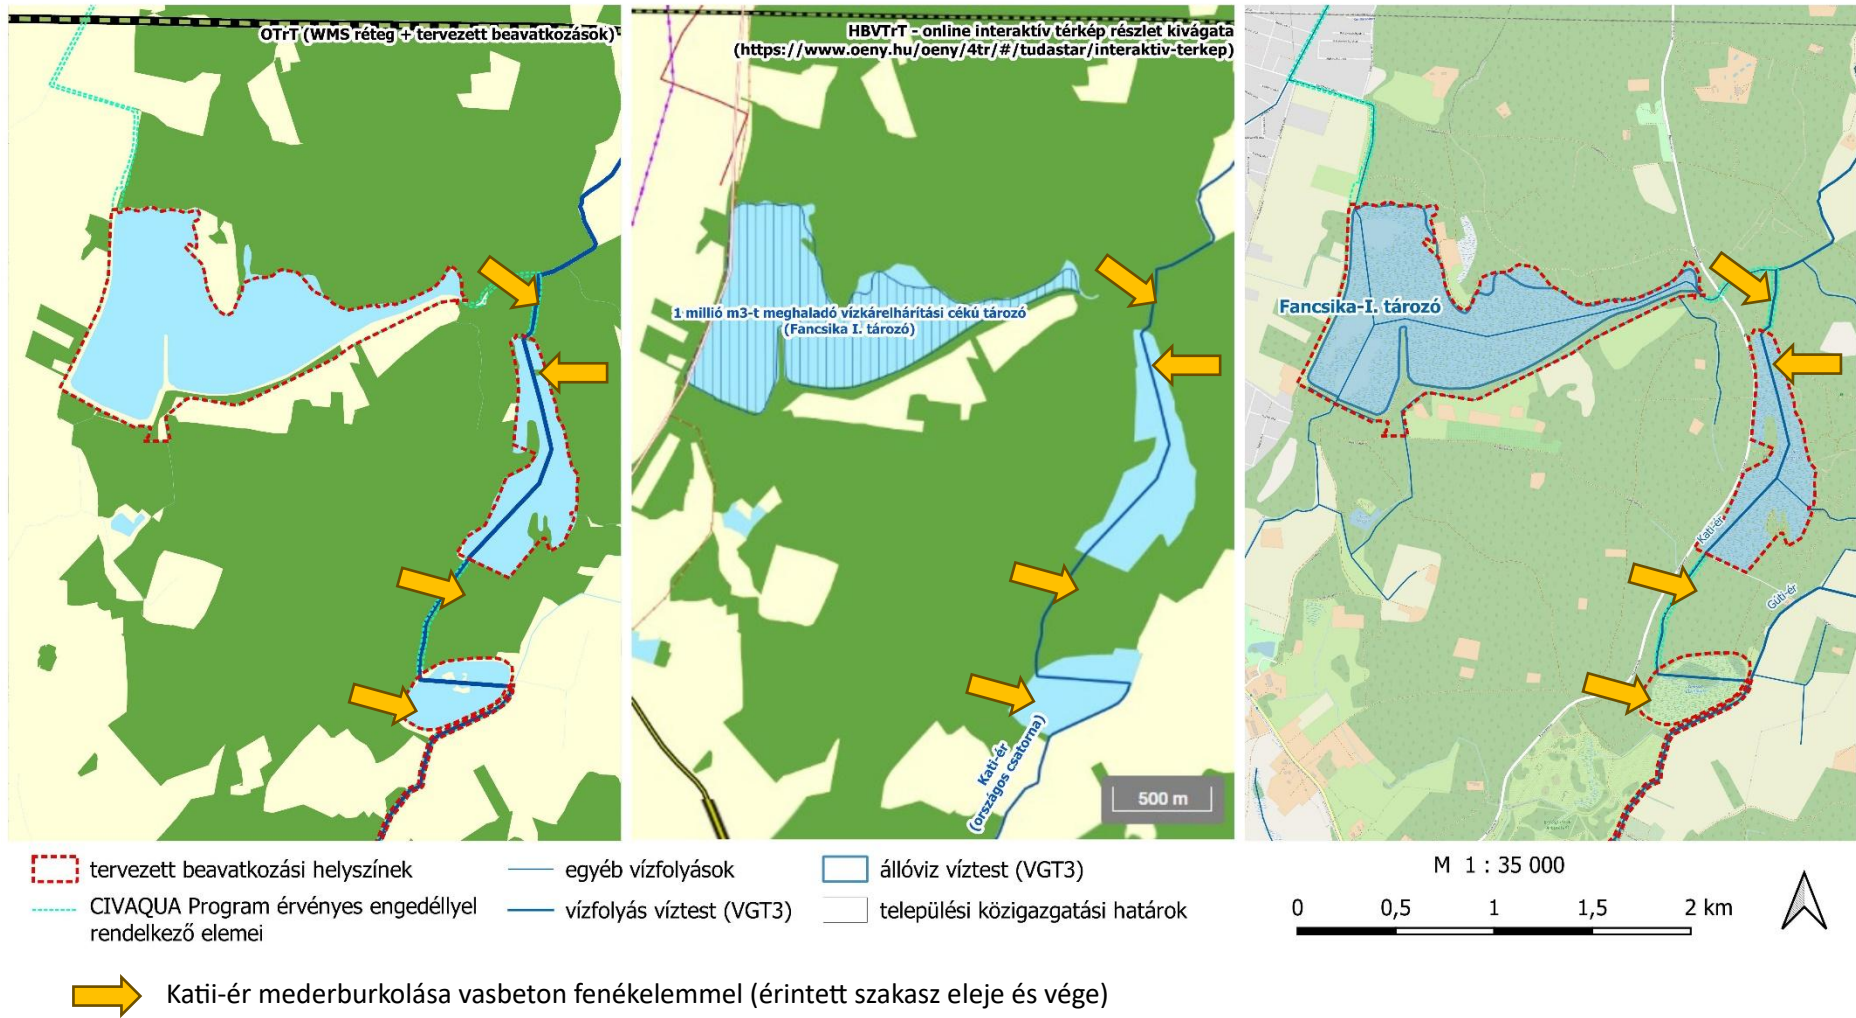 OTrT (WMS réteg + tervezett beavatkozások)
HBVTrT - online interaktív térkép részlet kivágata
(https://www.oeny.hu/oeny/4tr/#/tudastar/interaktiv-terkep)
1 millió m3-t meghaladó vízkárelhárítási cékú tározó
(Fancsika I. tározó)
Kati-ér
(országos csatorna)
500 m
Fancsika-I. tározó
Kati-ér
Gúti-ér
tervezett beavatkozási helyszínek
CIVAQUA Program érvényes engedéllyel
rendelkező elemei
egyéb vízfolyások
vízfolyás víztest (VGT3)
állóviz víztest (VGT3)
települési közigazgatási határok
M 1 : 35 000
0 0,5 1 1,5 2 km
Katii-ér mederburkolása vasbeton fenékelemmel (érintett szakasz eleje és vége)